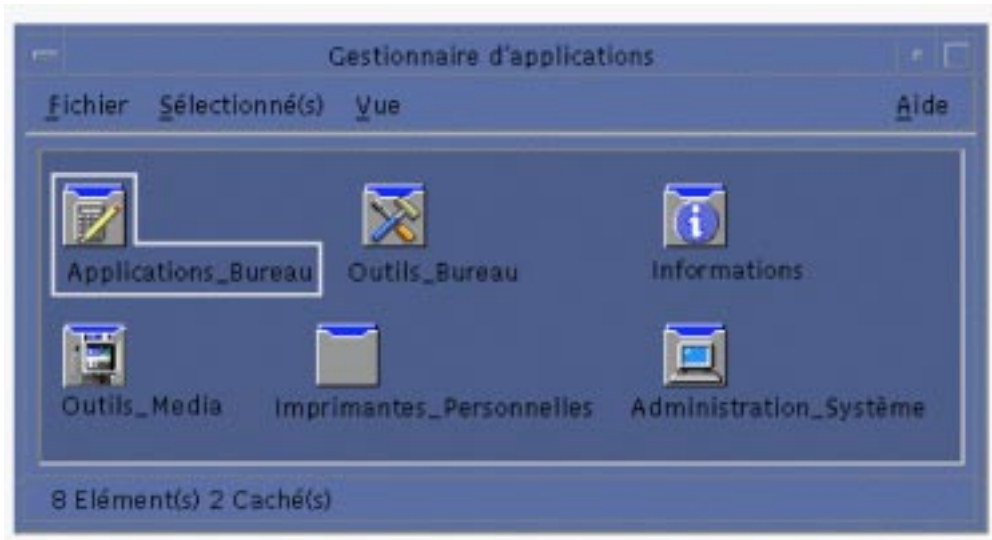 Gestionnaire d'applications
Fichier Sélectionné(s) Vue Aide
Applications_Bureau Outils_Bureau Informations
Outils_Media Imprimantes_Personnelles Administration_Système
8 Elément(s) 2 Caché(s)